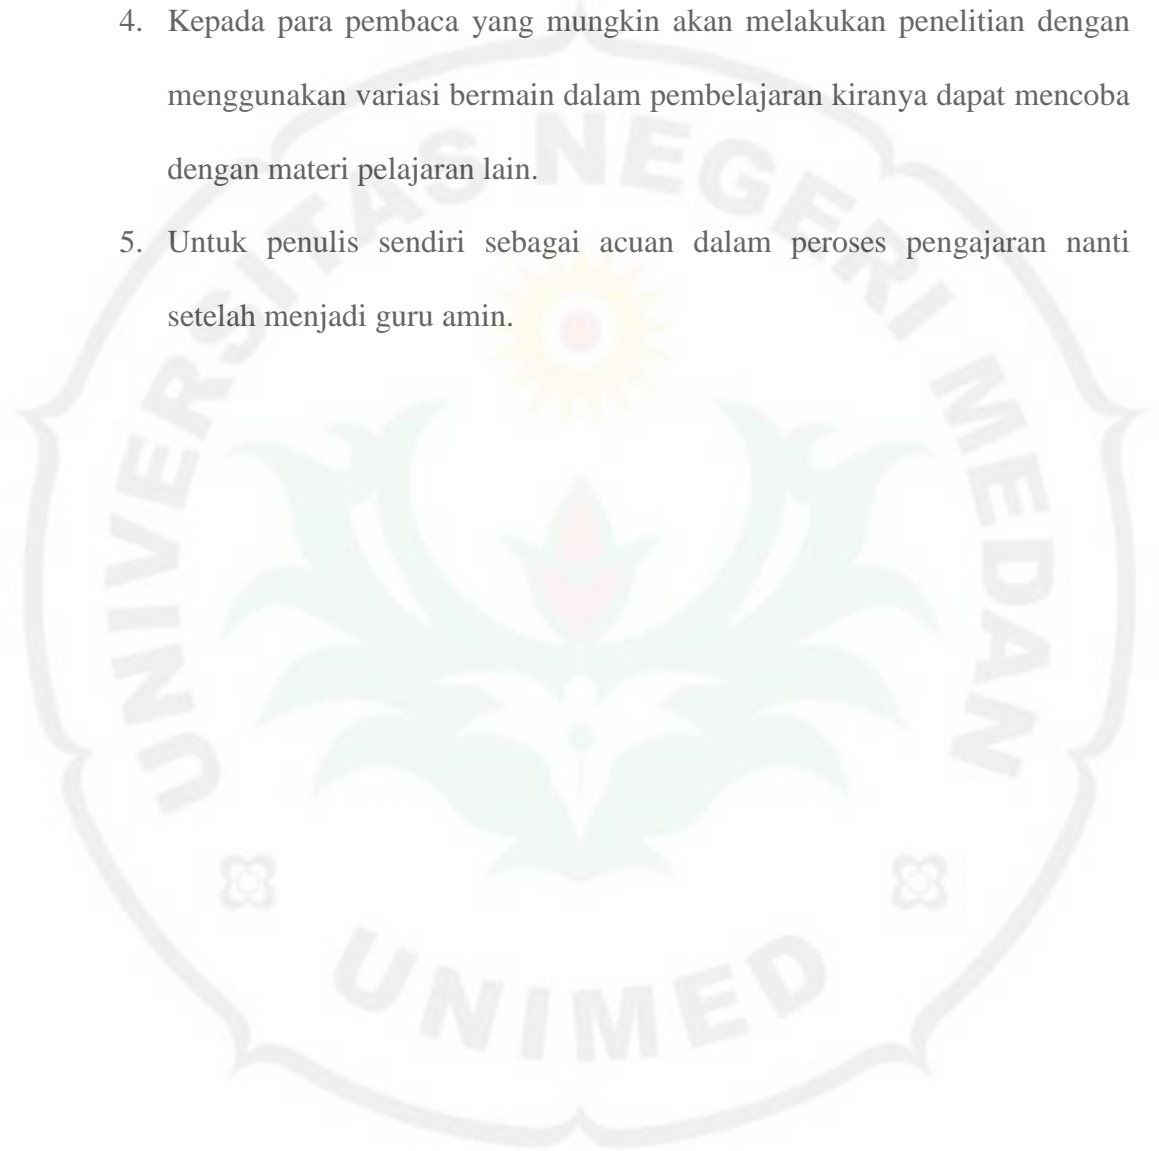 4. Kepada para pembaca yang mungkin akan melakukan penelitian dengan
menggunakan variasi bermain dalam pembelajaran kiranya dapat mencoba
dengan materi pelajaran lain.
5. Untuk penulis sendiri sebagai acuan dalam peroses pengajaran nanti
setelah menjadi guru amin.
UNIVERSITAS NEGERI MEDAN
UNIMED